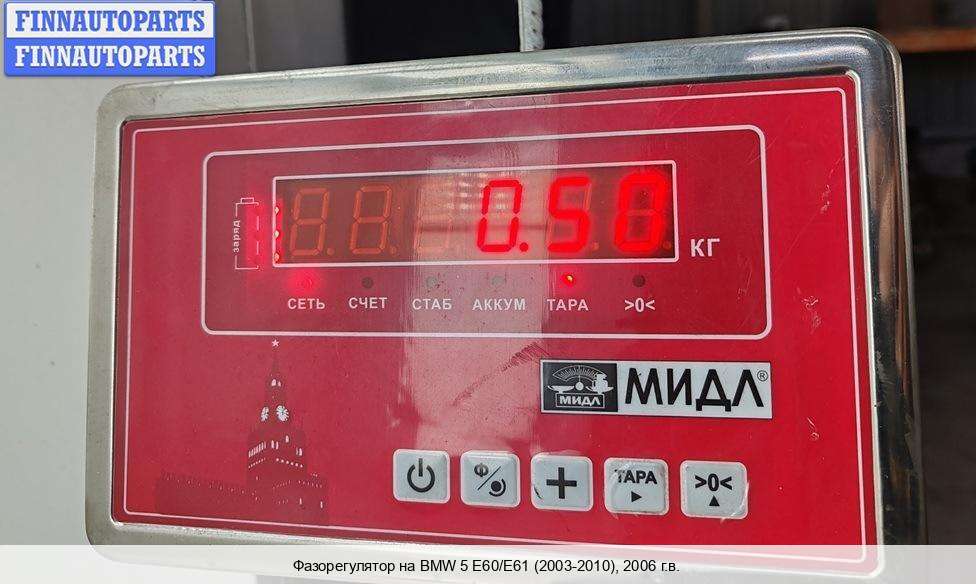 FINNAUTOPARTS
FINNAUTOPARTS
заряд
0.50
КГ
СЕТЬ СЧЕТ СТАБ АККУМ ТАРА >0<
МИДЛ
МИДЛ®
Ф
ТАРА
>0<
Фазорегулятор на BMW 5 E60/E61 (2003-2010), 2006 г.в.